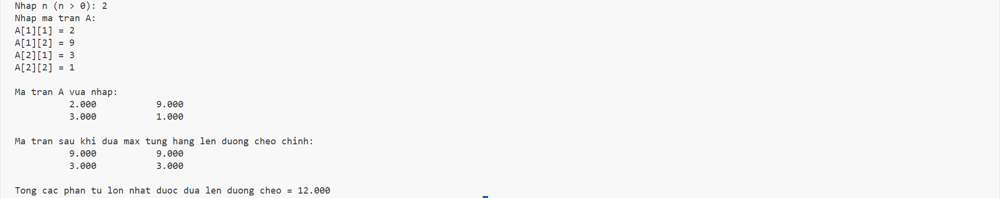 Nhap n (n > 0): 2
Nhap ma tran A:
A[1][1] = 2
A[1][2] = 9
A[2][1] = 3
A[2][2] = 1
Ma tran A vua nhap:
2.000 9.000
3.000 1.000
Ma tran sau khi dua max tung hang len duong cheo chinh:
9.000 9.000
3.000 3.000
Tong cac phan tu lon nhat duoc dua len duong cheo = 12.000